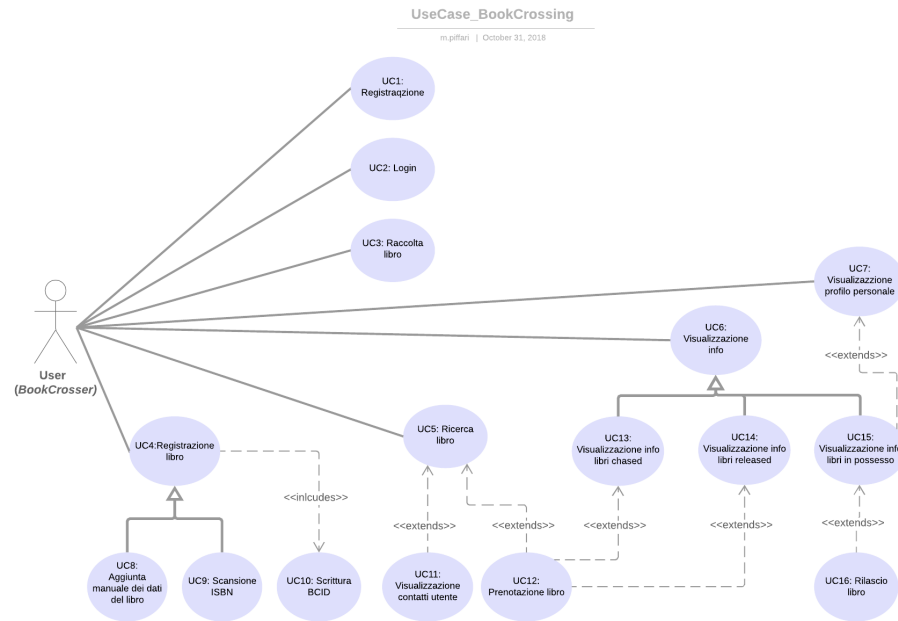 UseCase_BookCrossing
m.piffari | October 31, 2018
UC1:
Registraqzione
UC2: Login
UC3: Raccolta
libro
UC7:
Visualizazzione
profilo personale
UC6:
Visualizzazione
info
<<extends>>
User
(BookCrosser)
UC4:Registrazione
libro
UC5: Ricerca
libro
UC13:
Visualizzazione info
libri chased
UC14:
Visualizzazione info
libri released
UC15:
Visualizzazione info
libri in possesso
<<inlcudes>>
<<extends>>
<<extends>>
<<extends>>
<<extends>>
<<extends>>
UC8:
Aggiunta
manuale dei dati
del libro
UC9: Scansione
ISBN
UC10: Scrittura
BCID
UC11:
Visualizzazione
contatti utente
UC12:
Prenotazione libro
UC16: Rilascio
libro